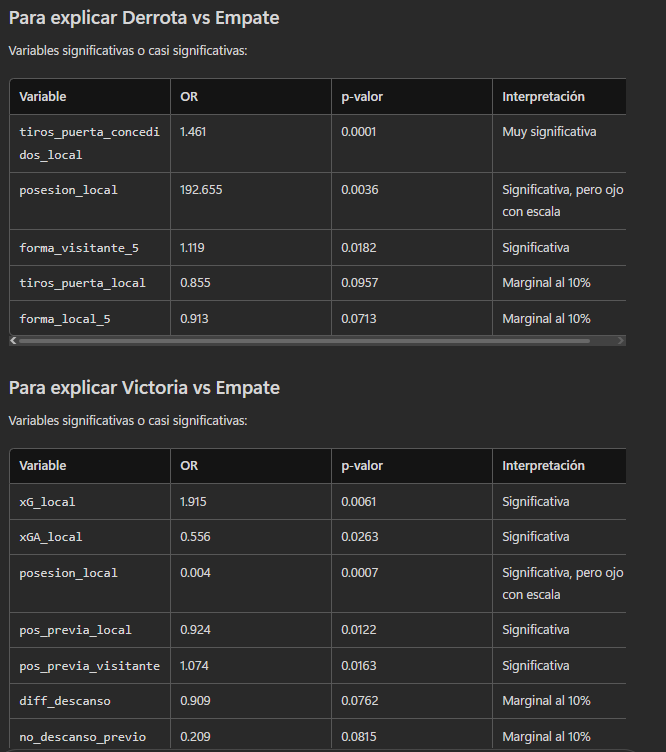 Para explicar Derrota vs Empate
Variables significativas o casi significativas:
Variable OR p-valor Interpretación
tiros_puerta_concedi 1.461 0.0001 Muy significativa
dos_local
posesion_local 192.655 0.0036 Significativa, pero ojo
con escala
forma_visitante_5 1.119 0.0182 Significativa
tiros_puerta_local 0.855 0.0957 Marginal al 10%
forma_local_5 0.913 0.0713 Marginal al 10%
Para explicar Victoria vs Empate
Variables significativas o casi significativas:
Variable OR p-valor Interpretación
xG_local 1.915 0.0061 Significativa
xGA_local 0.556 0.0263 Significativa
posesion_local 0.004 0.0007 Significativa, pero ojo
con escala
pos_previa_local 0.924 0.0122 Significativa
pos_previa_visitante 1.074 0.0163 Significativa
diff_descanso 0.909 0.0762 Marginal al 10%
no_descanso_previo 0.209 0.0815 Marginal al 10%